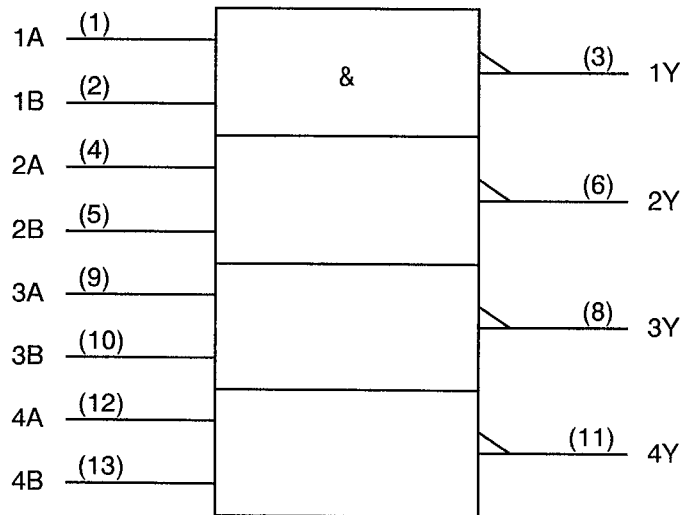 1A (1)
1B (2)
2A (4)
2B (5)
3A (9)
3B (10)
4A (12)
4B (13)
&
(3) 1Y
(6) 2Y
(8) 3Y
(11) 4Y